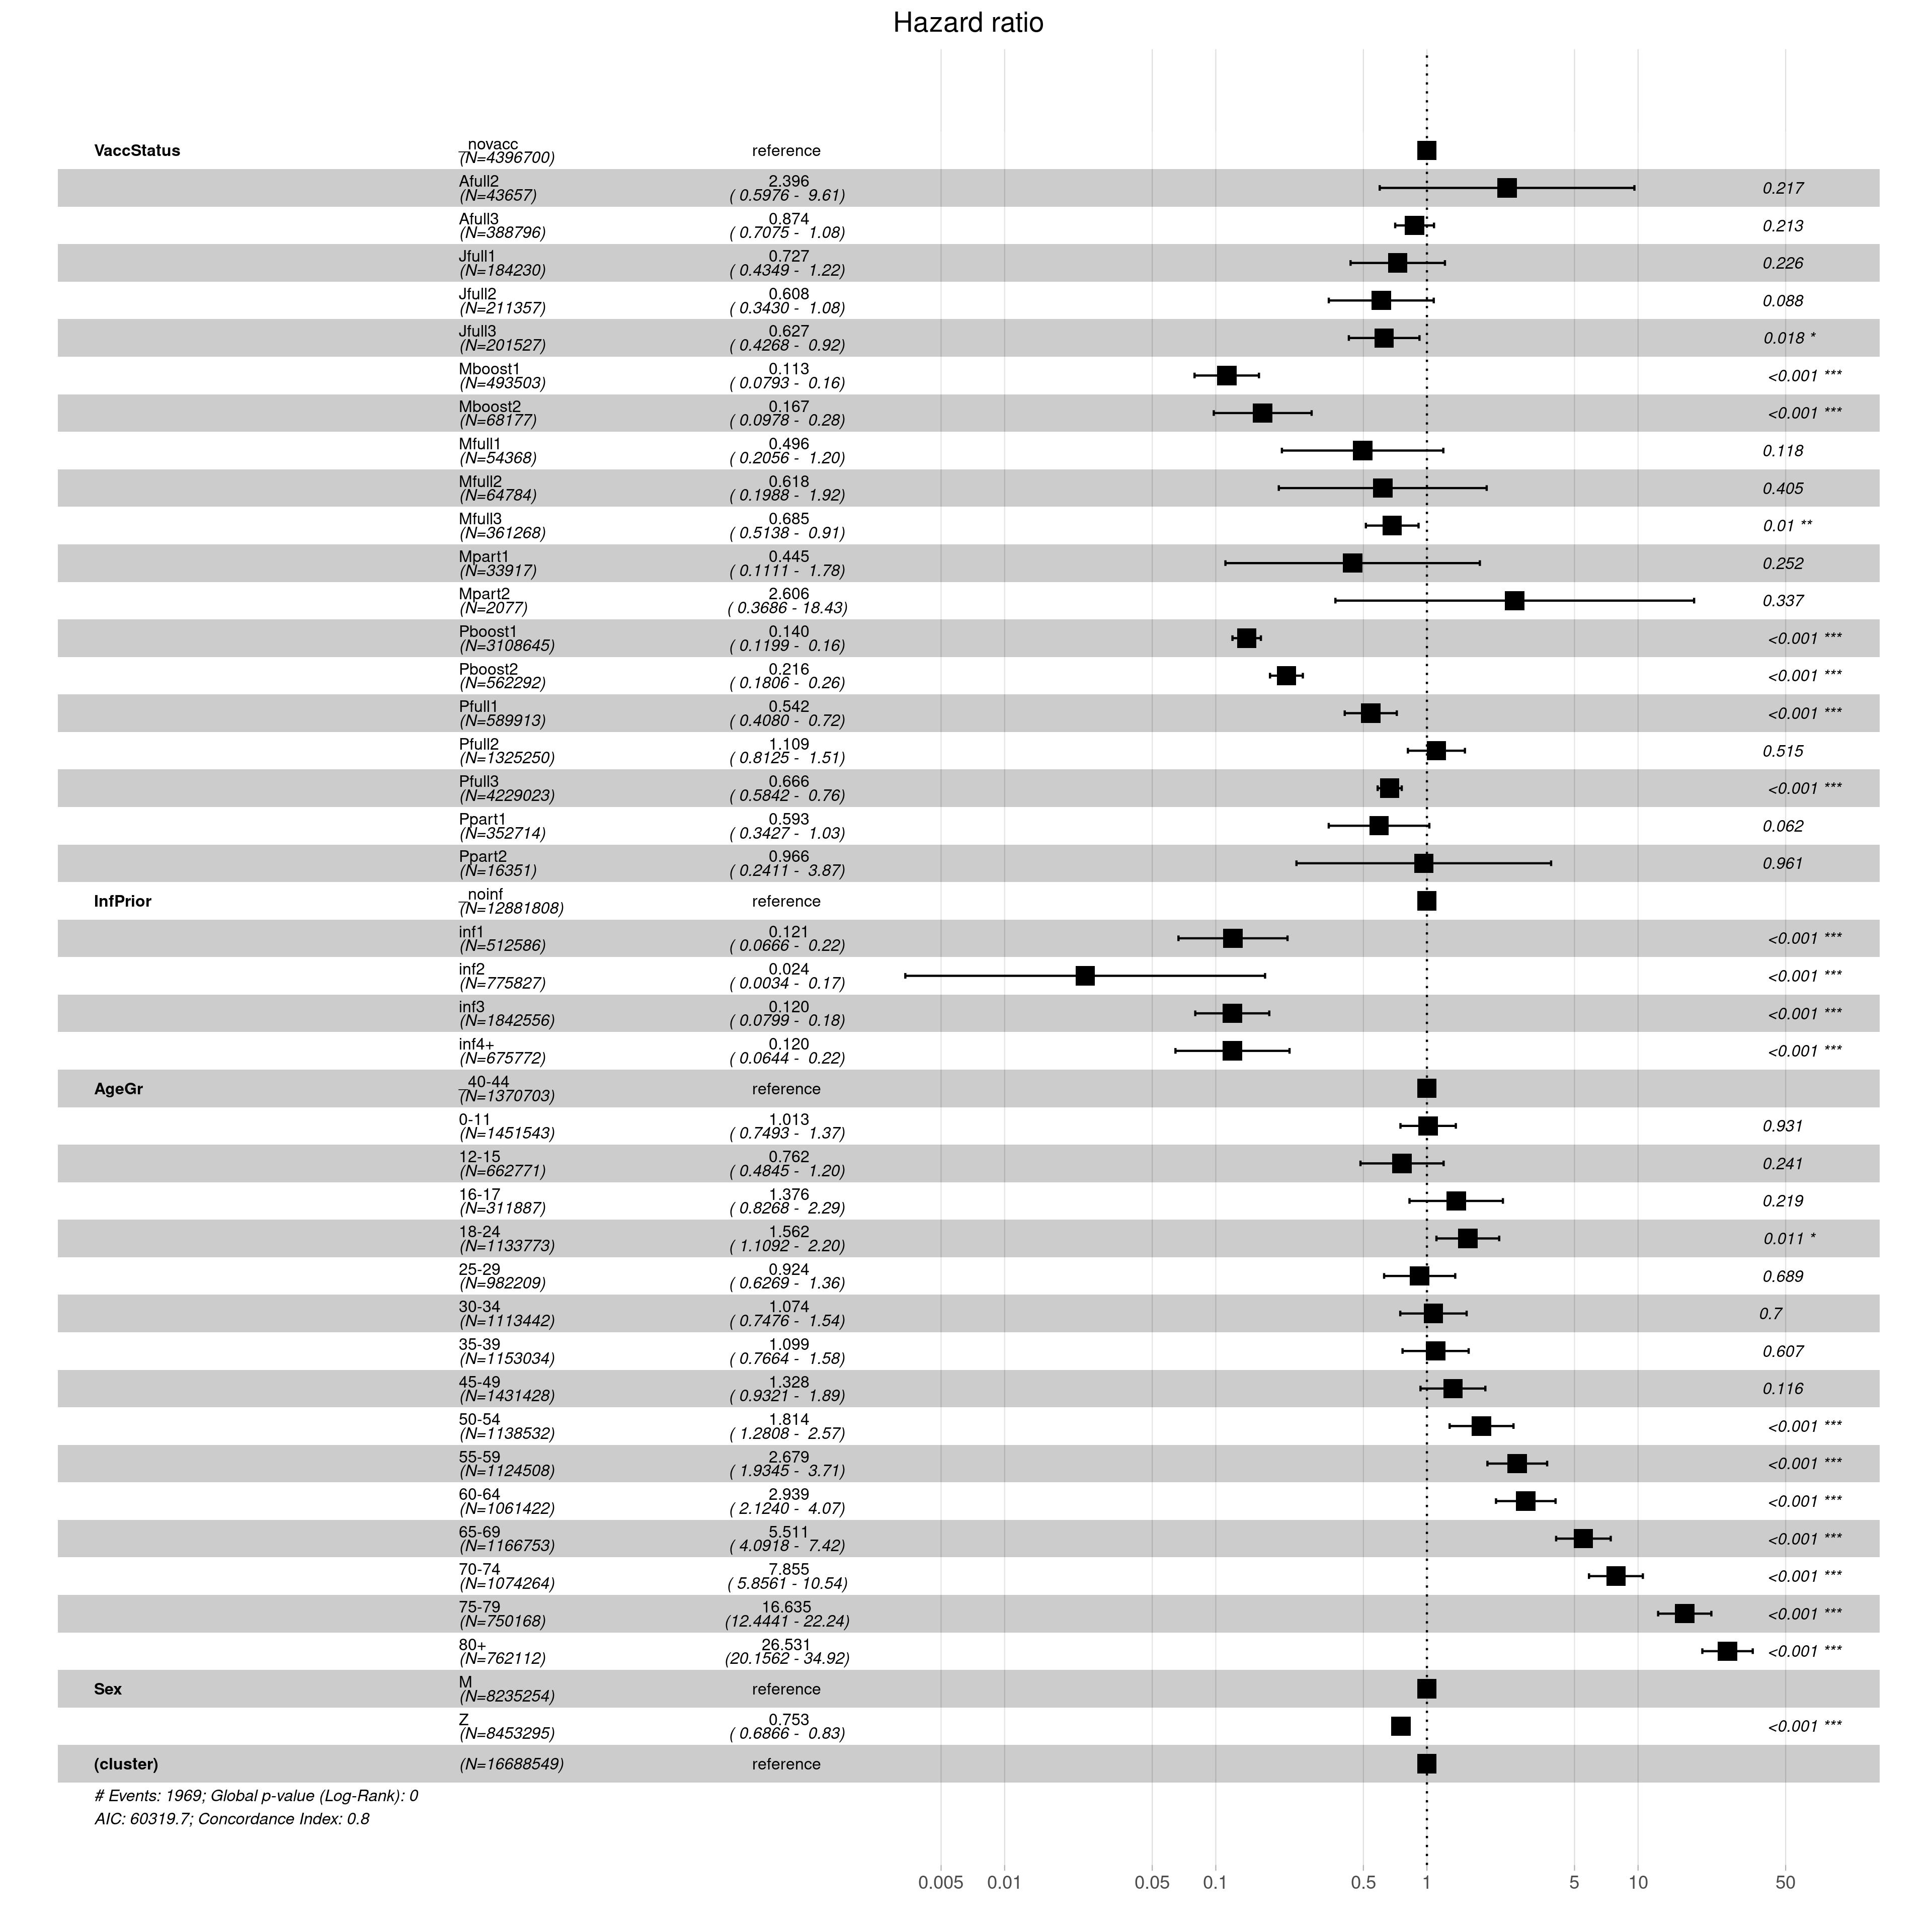 Hazard ratio
VaccStatus _novacc (N=4396700) reference
Afull2 (N=43657) 2.396 ( 0.5976 - 9.61) 0.217
Afull3 (N=388796) 0.874 ( 0.7075 - 1.08) 0.213
Jfull1 (N=184230) 0.727 ( 0.4349 - 1.22) 0.226
Jfull2 (N=211357) 0.608 ( 0.3430 - 1.08) 0.088
Jfull3 (N=201527) 0.627 ( 0.4268 - 0.92) 0.018 *
Mboost1 (N=493503) 0.113 ( 0.0793 - 0.16) <0.001 ***
Mboost2 (N=68177) 0.167 ( 0.0978 - 0.28) <0.001 ***
Mfull1 (N=54368) 0.496 ( 0.2056 - 1.20) 0.118
Mfull2 (N=64784) 0.618 ( 0.1988 - 1.92) 0.405
Mfull3 (N=361268) 0.685 ( 0.5138 - 0.91) 0.01 **
Mpart1 (N=33917) 0.445 ( 0.1111 - 1.78) 0.252
Mpart2 (N=2077) 2.606 ( 0.3686 - 18.43) 0.337
Pboost1 (N=3108645) 0.140 ( 0.1199 - 0.16) <0.001 ***
Pboost2 (N=562292) 0.216 ( 0.1806 - 0.26) <0.001 ***
Pfull1 (N=589913) 0.542 ( 0.4080 - 0.72) <0.001 ***
Pfull2 (N=1325250) 1.109 ( 0.8125 - 1.51) 0.515
Pfull3 (N=4229023) 0.666 ( 0.5842 - 0.76) <0.001 ***
Ppart1 (N=352714) 0.593 ( 0.3427 - 1.03) 0.062
Ppart2 (N=16351) 0.966 ( 0.2411 - 3.87) 0.961
InfPrior _noinf (N=12881808) reference
inf1 (N=512586) 0.121 ( 0.0666 - 0.22) <0.001 ***
inf2 (N=775827) 0.024 ( 0.0034 - 0.17) <0.001 ***
inf3 (N=1842556) 0.120 ( 0.0799 - 0.18) <0.001 ***
inf4+ (N=675772) 0.120 ( 0.0644 - 0.22) <0.001 ***
AgeGr _40-44 (N=1370703) reference
0-11 (N=1451543) 1.013 ( 0.7493 - 1.37) 0.931
12-15 (N=662771) 0.762 ( 0.4845 - 1.20) 0.241
16-17 (N=311887) 1.376 ( 0.8268 - 2.29) 0.219
18-24 (N=1133773) 1.562 ( 1.1092 - 2.20) 0.011 *
25-29 (N=982209) 0.924 ( 0.6269 - 1.36) 0.689
30-34 (N=1113442) 1.074 ( 0.7476 - 1.54) 0.7
35-39 (N=1153034) 1.099 ( 0.7664 - 1.58) 0.607
45-49 (N=1431428) 1.328 ( 0.9321 - 1.89) 0.116
50-54 (N=1138532) 1.814 ( 1.2808 - 2.57) <0.001 ***
55-59 (N=1124508) 2.679 ( 1.9345 - 3.71) <0.001 ***
60-64 (N=1061422) 2.939 ( 2.1240 - 4.07) <0.001 ***
65-69 (N=1166753) 5.511 ( 4.0918 - 7.42) <0.001 ***
70-74 (N=1074264) 7.855 ( 5.8561 - 10.54) <0.001 ***
75-79 (N=750168) 16.635 (12.4441 - 22.24) <0.001 ***
80+ (N=762112) 26.531 (20.1562 - 34.92) <0.001 ***
Sex M (N=8235254) reference
Z (N=8453295) 0.753 ( 0.6866 - 0.83) <0.001 ***
(cluster) (N=16688549) reference
# Events: 1969; Global p-value (Log-Rank): 0
AIC: 60319.7; Concordance Index: 0.8
0.005 0.01 0.05 0.1 0.5 1 5 10 50